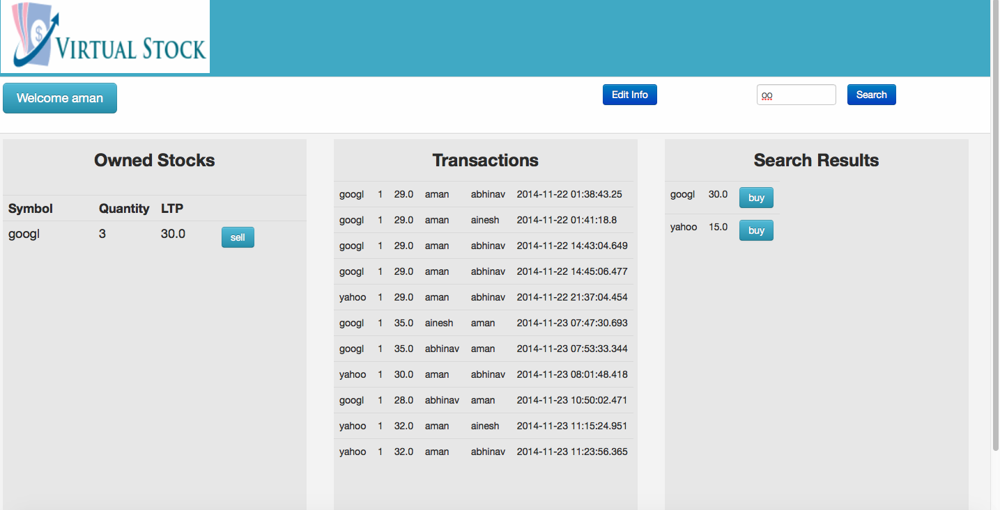 $
VIRTUAL STOCK
Welcome aman
Edit Info
oo
Search
Owned Stocks
Symbol Quantity LTP
googl 3 30.0 sell
Transactions
googl 1 29.0 aman abhinav 2014-11-22 01:38:43.25
googl 1 29.0 aman ainesh 2014-11-22 01:41:18.8
googl 1 29.0 aman abhinav 2014-11-22 14:43:04.649
googl 1 29.0 aman abhinav 2014-11-22 14:45:06.477
yahoo 1 29.0 aman abhinav 2014-11-22 21:37:04.454
googl 1 35.0 ainesh aman 2014-11-23 07:47:30.693
googl 1 35.0 abhinav aman 2014-11-23 07:53:33.344
yahoo 1 30.0 aman abhinav 2014-11-23 08:01:48.418
googl 1 28.0 abhinav aman 2014-11-23 10:50:02.471
yahoo 1 32.0 aman ainesh 2014-11-23 11:15:24.951
yahoo 1 32.0 aman abhinav 2014-11-23 11:23:56.365
Search Results
googl 30.0 buy
yahoo 15.0 buy